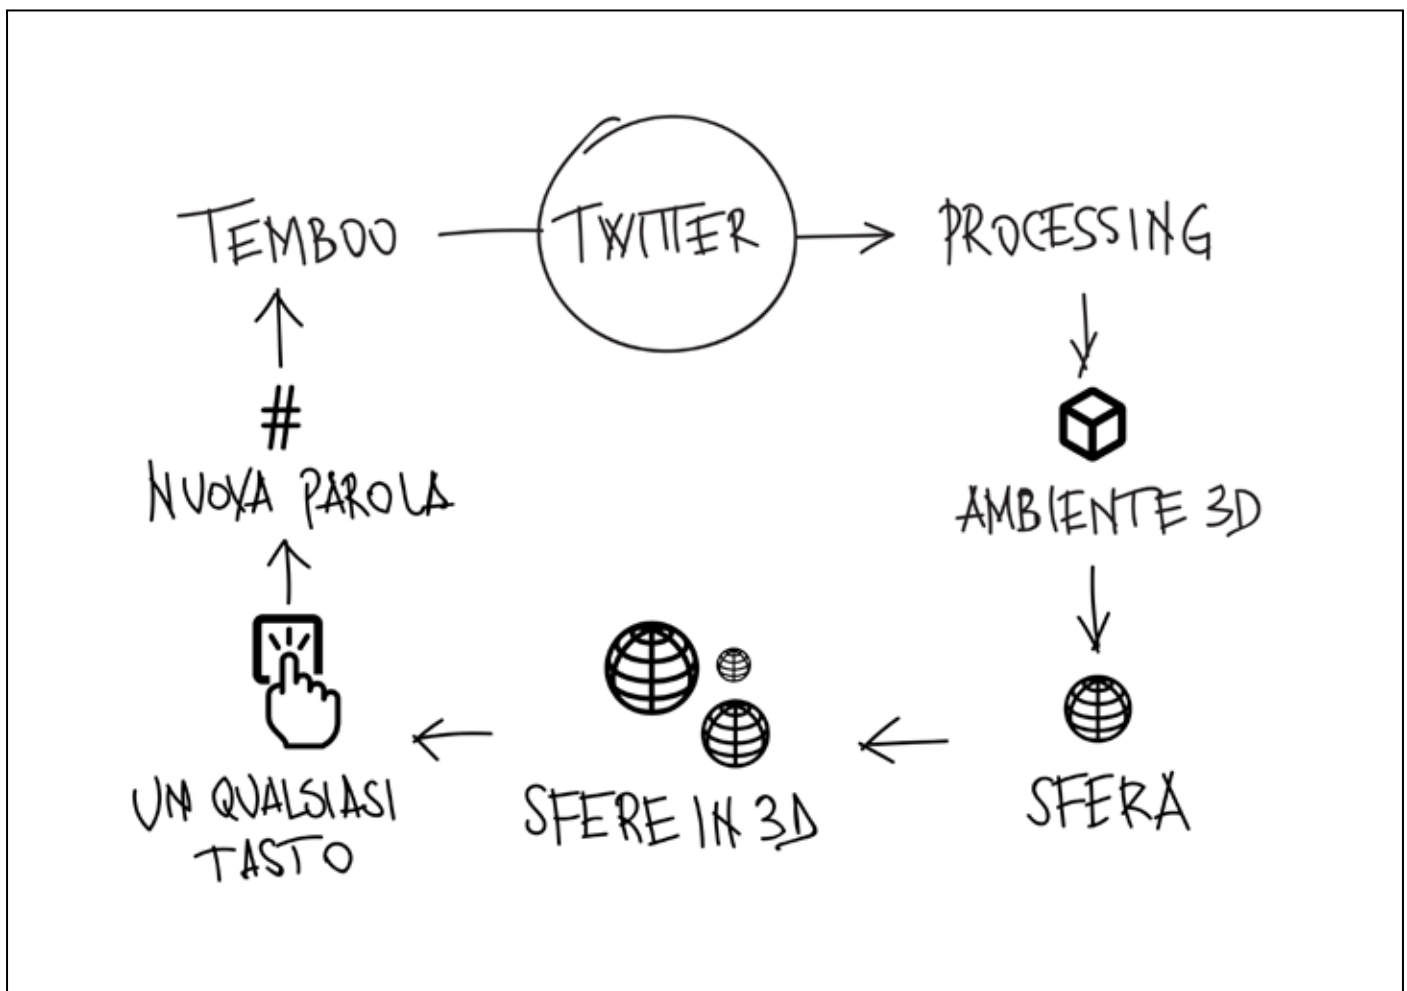 TEMBOO
TWITTER
PROCESSING
#
NUOVA PAROLA
AMBIENTE 3D
UN QUALSIASI
TASTO
SFERE IN 3D
SFERA